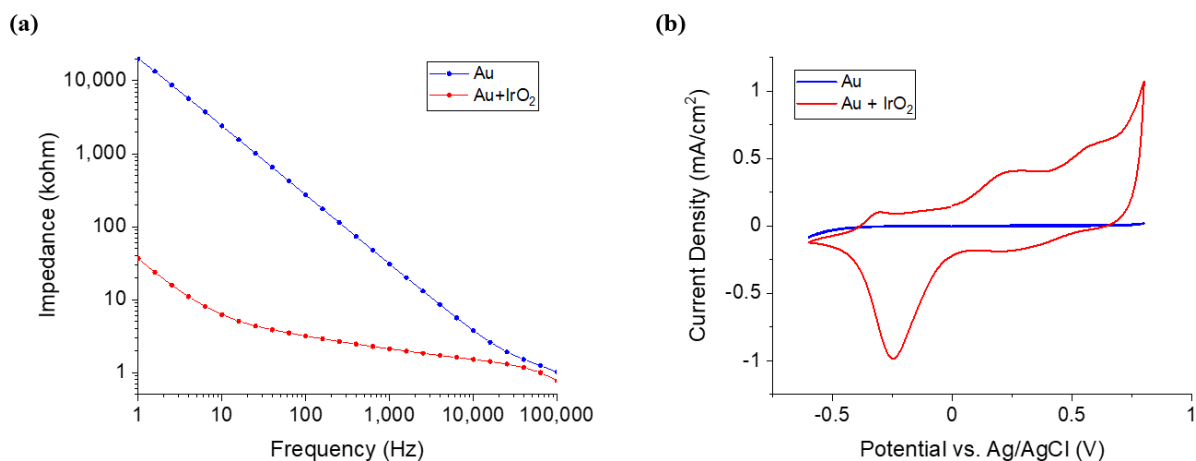 (a)
Impedance (kohm)
10,000
1,000
100
10
1
Au
Au+IrO₂
1
10
100
1,000
10,000
100,000
Frequency (Hz)
(b)
Current Density (mA/cm²)
1
0.5
0
-0.5
-1
Au
Au + IrO₂
-0.5
0
0.5
1
Potential vs. Ag/AgCl (V)